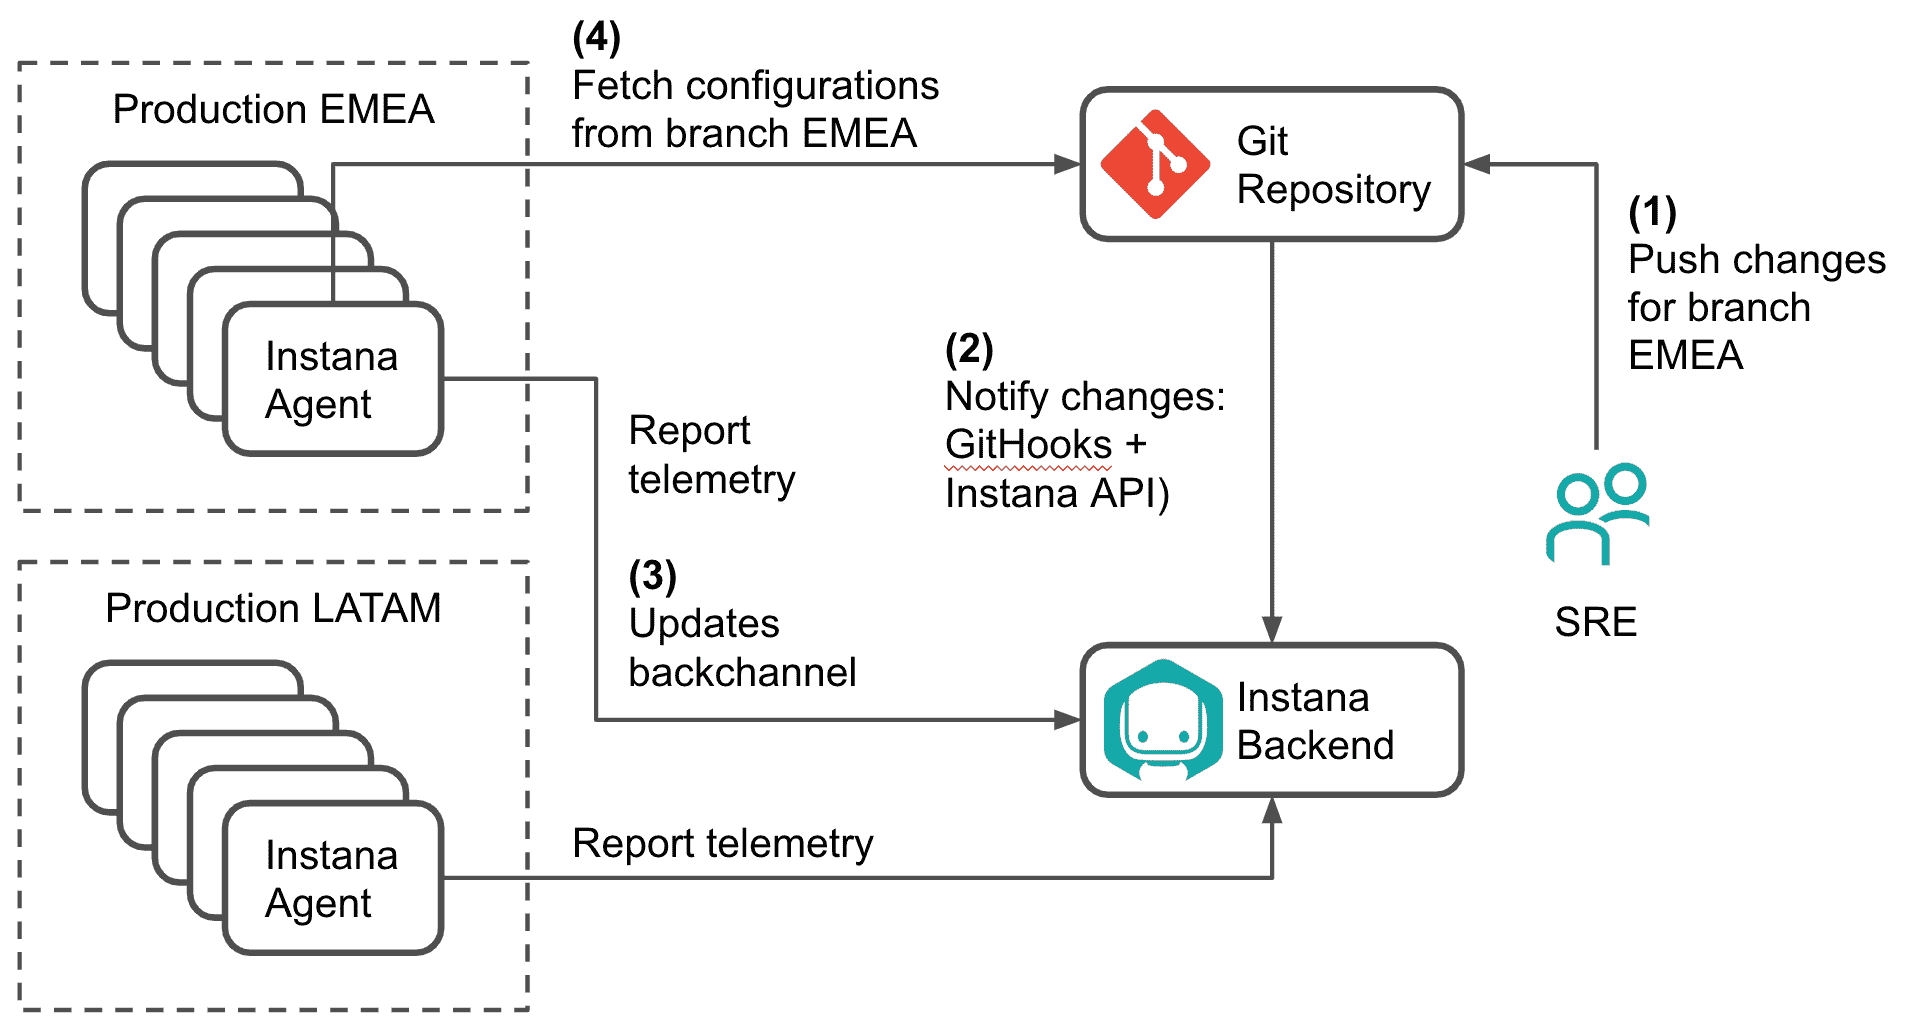 (4)
Fetch configurations
from branch EMEA
Production EMEA
Git
Repository
(1)
Push changes
for branch
EMEA
Instana
Agent
(2)
Notify changes:
GitHooks +
Instana API)
Report
telemetry
(3)
Updates
backchannel
SRE
Production LATAM
Instana
Backend
Report telemetry
Instana
Agent